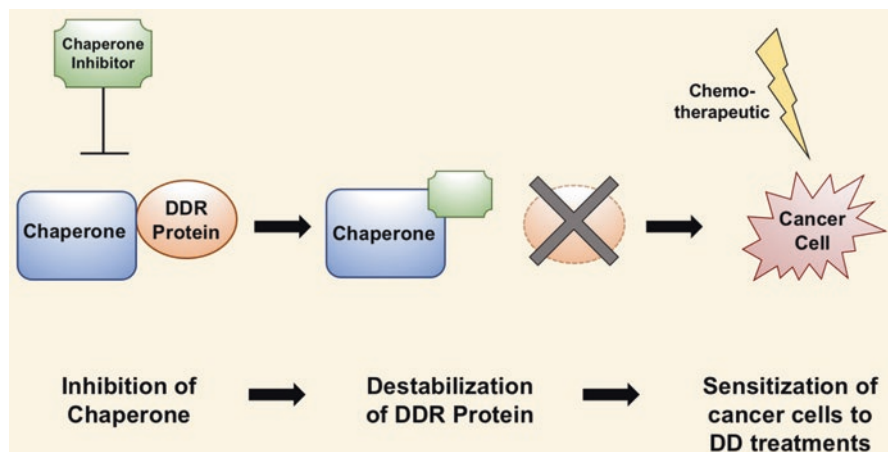 Chaperone
Inhibitor
Chemo-
therapeutic
Chaperone
DDR
Protein
Chaperone
Cancer
Cell
Inhibition of
Chaperone
Destabilization
of DDR Protein
Sensitization of
cancer cells to
DD treatments